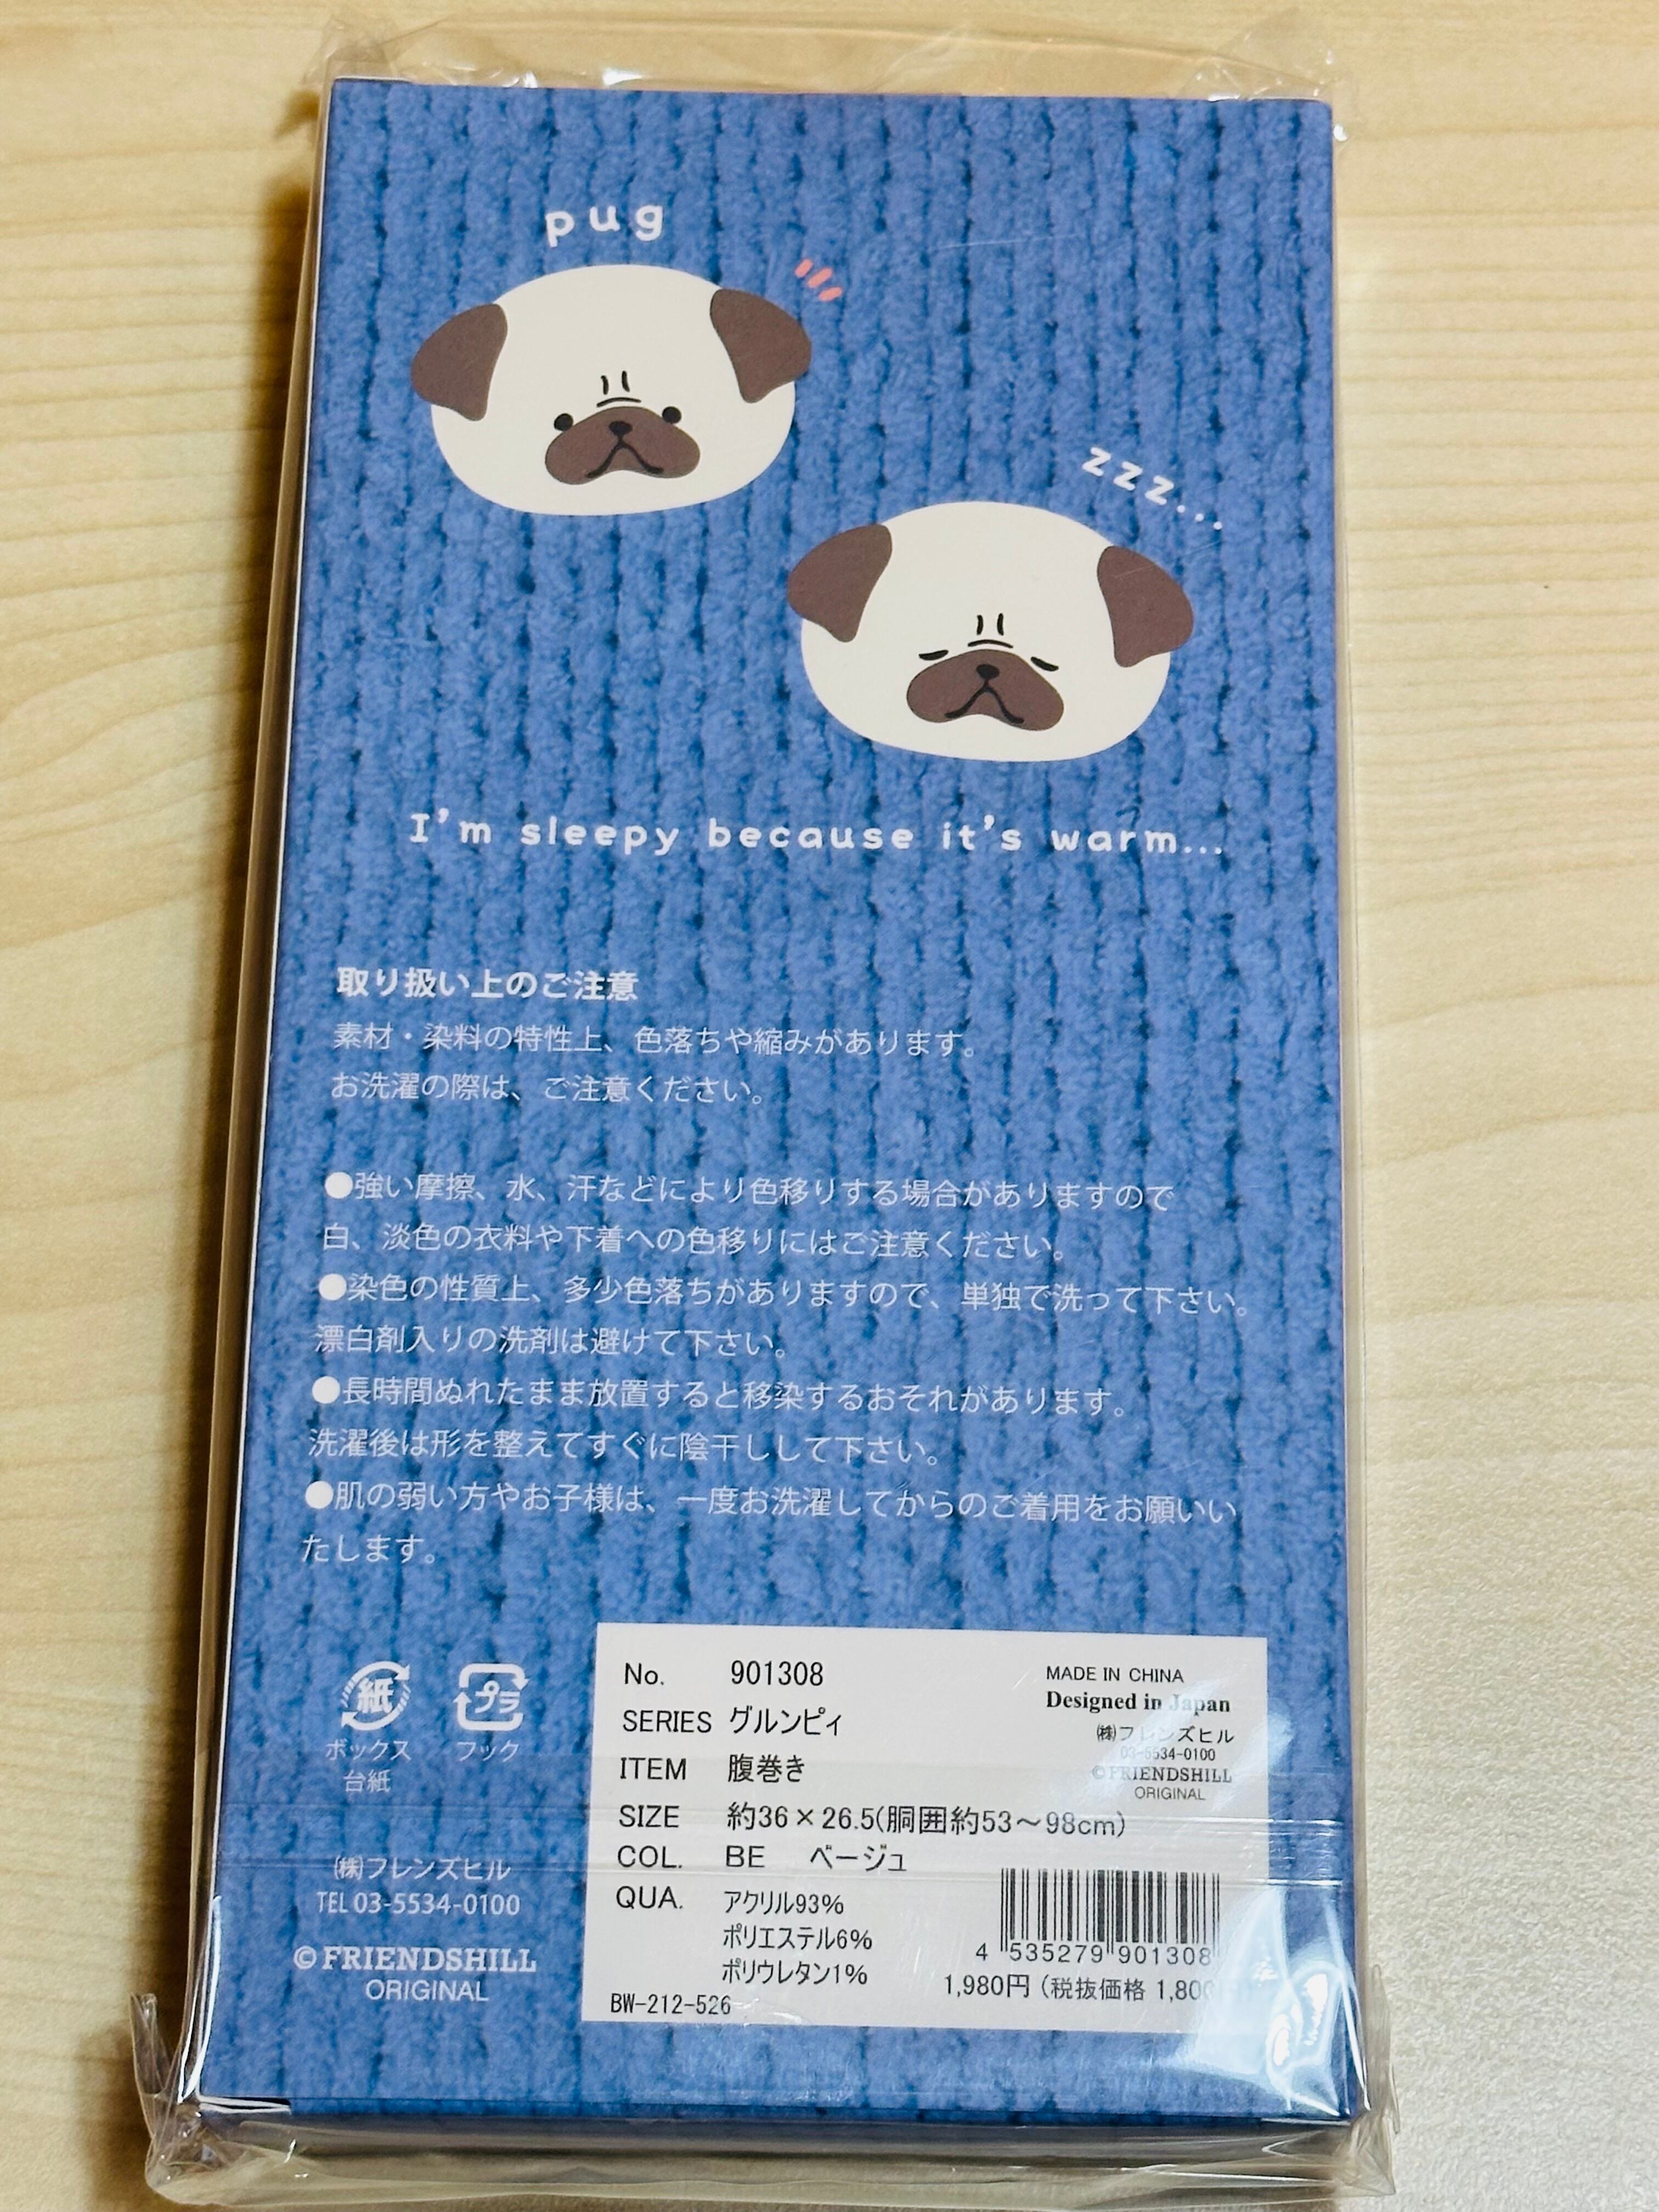 pug
zzz...
I'm sleepy because it's warm...
取り扱い上のご注意
素材・染料の特性上、色落ちや縮みがあります。
お洗濯の際は、ご注意ください。
●強い摩擦、水、汗などにより色移りする場合がありますので
白、淡色の衣料や下着への色移りにはご注意ください。
●染色の性質上、多少色落ちがありますので、単独で洗って下さい。
漂白剤入りの洗剤は避けて下さい。
●長時間ぬれたまま放置すると移染するおそれがあります。
洗濯後は形を整えてすぐに陰干しして下さい。
●肌の弱い方やお子様は、一度お洗濯してからのご着用をお願いい
たします。
紙
ボックス
台紙
プラ
フック
㈱フレンズヒル
TEL 03-5534-0100
© FRIENDSHILL
ORIGINAL
No. 901308
SERIES グルンピィ
ITEM 腹巻き
SIZE 約36×26.5(胴囲約53～98cm)
COL. BE ベージュ
QUA. アクリル93%
ポリエステル6%
ポリウレタン1%
BW-212-526
MADE IN CHINA
Designed in Japan
㈱フレンズヒル
03-5534-0100
©FRIENDSHILL
ORIGINAL
4 535279 901308
1,980円 (税抜価格 1,800